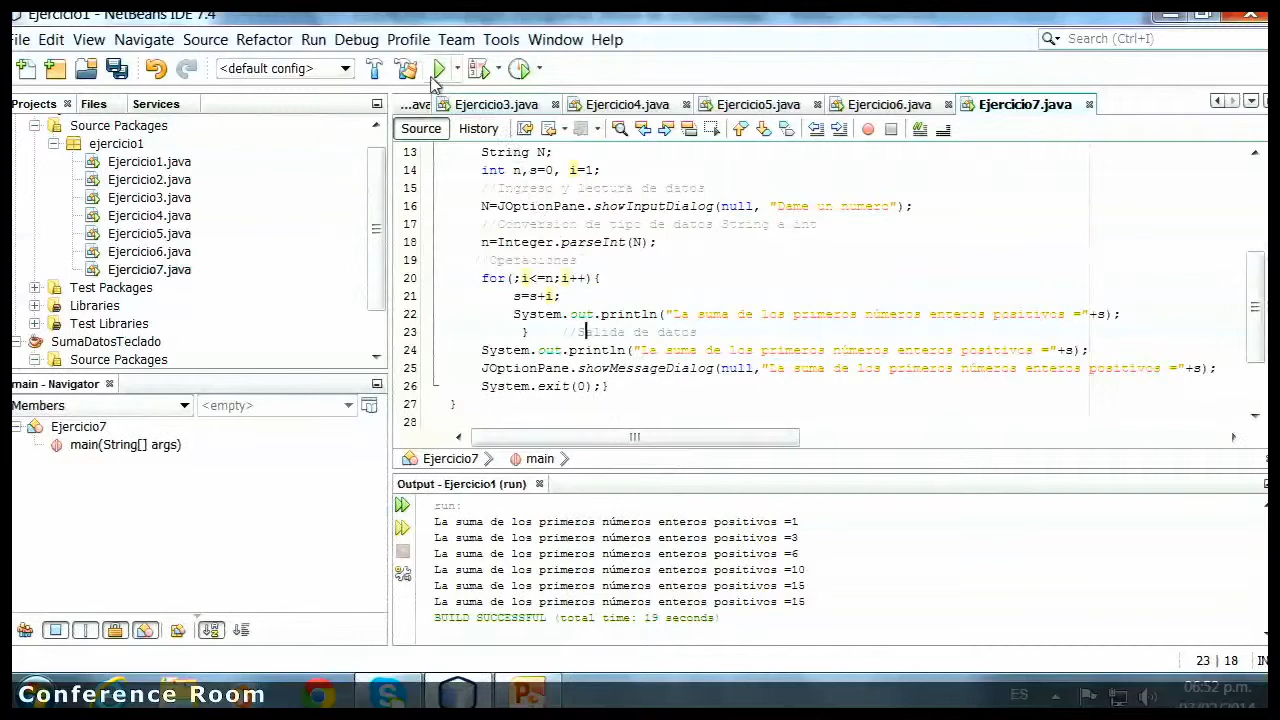 Ejercicio1 - NetBeans IDE 7.4
File Edit View Navigate Source Refactor Run Debug Profile Team Tools Window Help
Search (Ctrl+I)
<default config>
Projects Files Services
...ava Ejercicio3.java Ejercicio4.java Ejercicio5.java Ejercicio6.java Ejercicio7.java
Source History
Source Packages
ejercicio1
Ejercicio1.java
Ejercicio2.java
Ejercicio3.java
Ejercicio4.java
Ejercicio5.java
Ejercicio6.java
Ejercicio7.java
Test Packages
Libraries
Test Libraries
SumaDatosTeclado
Source Packages
13 String N;
14 int n,s=0, i=1;
15 //Ingreso y lectura de datos
16 N=JOptionPane.showInputDialog(null, "Dame un numero");
17 //Conversion de tipo de datos String a int
18 n=Integer.parseInt(N);
19 //Operaciones
20 for(;i<=n;i++){
21 s=s+i;
22 System.out.println("La suma de los primeros números enteros positivos ="+s);
23 } //Salida de datos
24 System.out.println("La suma de los primeros números enteros positivos ="+s);
25 JOptionPane.showMessageDialog(null,"La suma de los primeros números enteros positivos ="+s);
26 System.exit(0);}
27 }
28
main - Navigator
Members <empty>
Ejercicio7
main(String[] args)
Ejercicio7 main
Output - Ejercicio1 (run)
run:
La suma de los primeros números enteros positivos =1
La suma de los primeros números enteros positivos =3
La suma de los primeros números enteros positivos =6
La suma de los primeros números enteros positivos =10
La suma de los primeros números enteros positivos =15
La suma de los primeros números enteros positivos =15
BUILD SUCCESSFUL (total time: 19 seconds)
23 | 18 IN
Conference Room
ES
06:52 p.m.